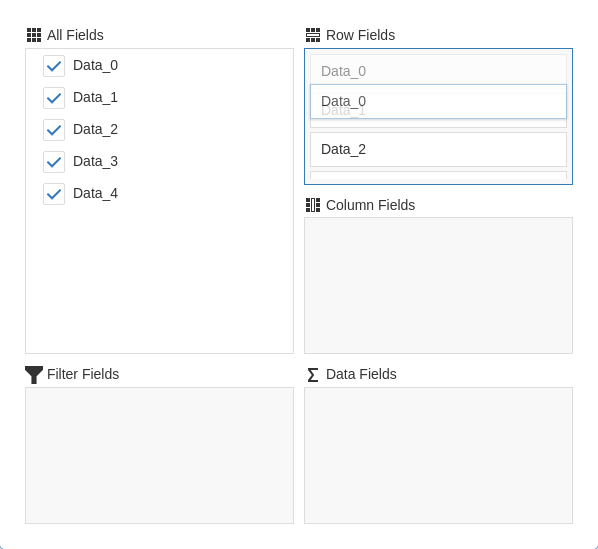 All Fields
Data_0
Data_1
Data_2
Data_3
Data_4
Row Fields
Data_0
Data_0
Data_1
Data_2
Column Fields
Filter Fields
Data Fields